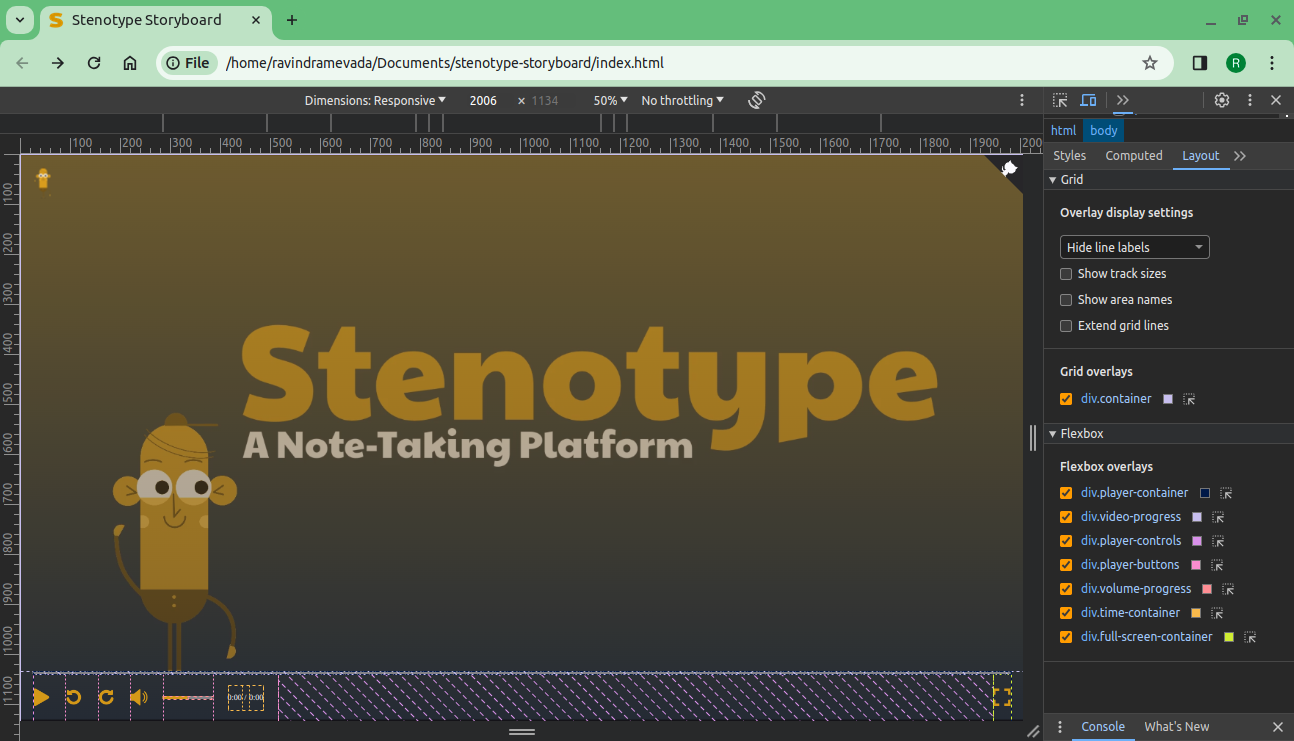 Stenotype Storyboard
File /home/ravindramevada/Documents/stenotype-storyboard/index.html R
Dimensions: Responsive 2006 × 1134 50% No throttling
html body
100 200 300 400 500 600 700 800 900 1000 1100 1200 1300 1400 1500 1600 1700 1800 1900 200
Styles Computed Layout
100
200
300
400
500
600
700
800
900
1000
1100
Grid
Overlay display settings
Hide line labels
Show track sizes
Show area names
Extend grid lines
Grid overlays
div.container
Flexbox
Flexbox overlays
div.player-container
div.video-progress
div.player-controls
div.player-buttons
div.volume-progress
div.time-container
div.full-screen-container
Stenotype
A Note-Taking Platform
0:00 / 0:00
Console What's New